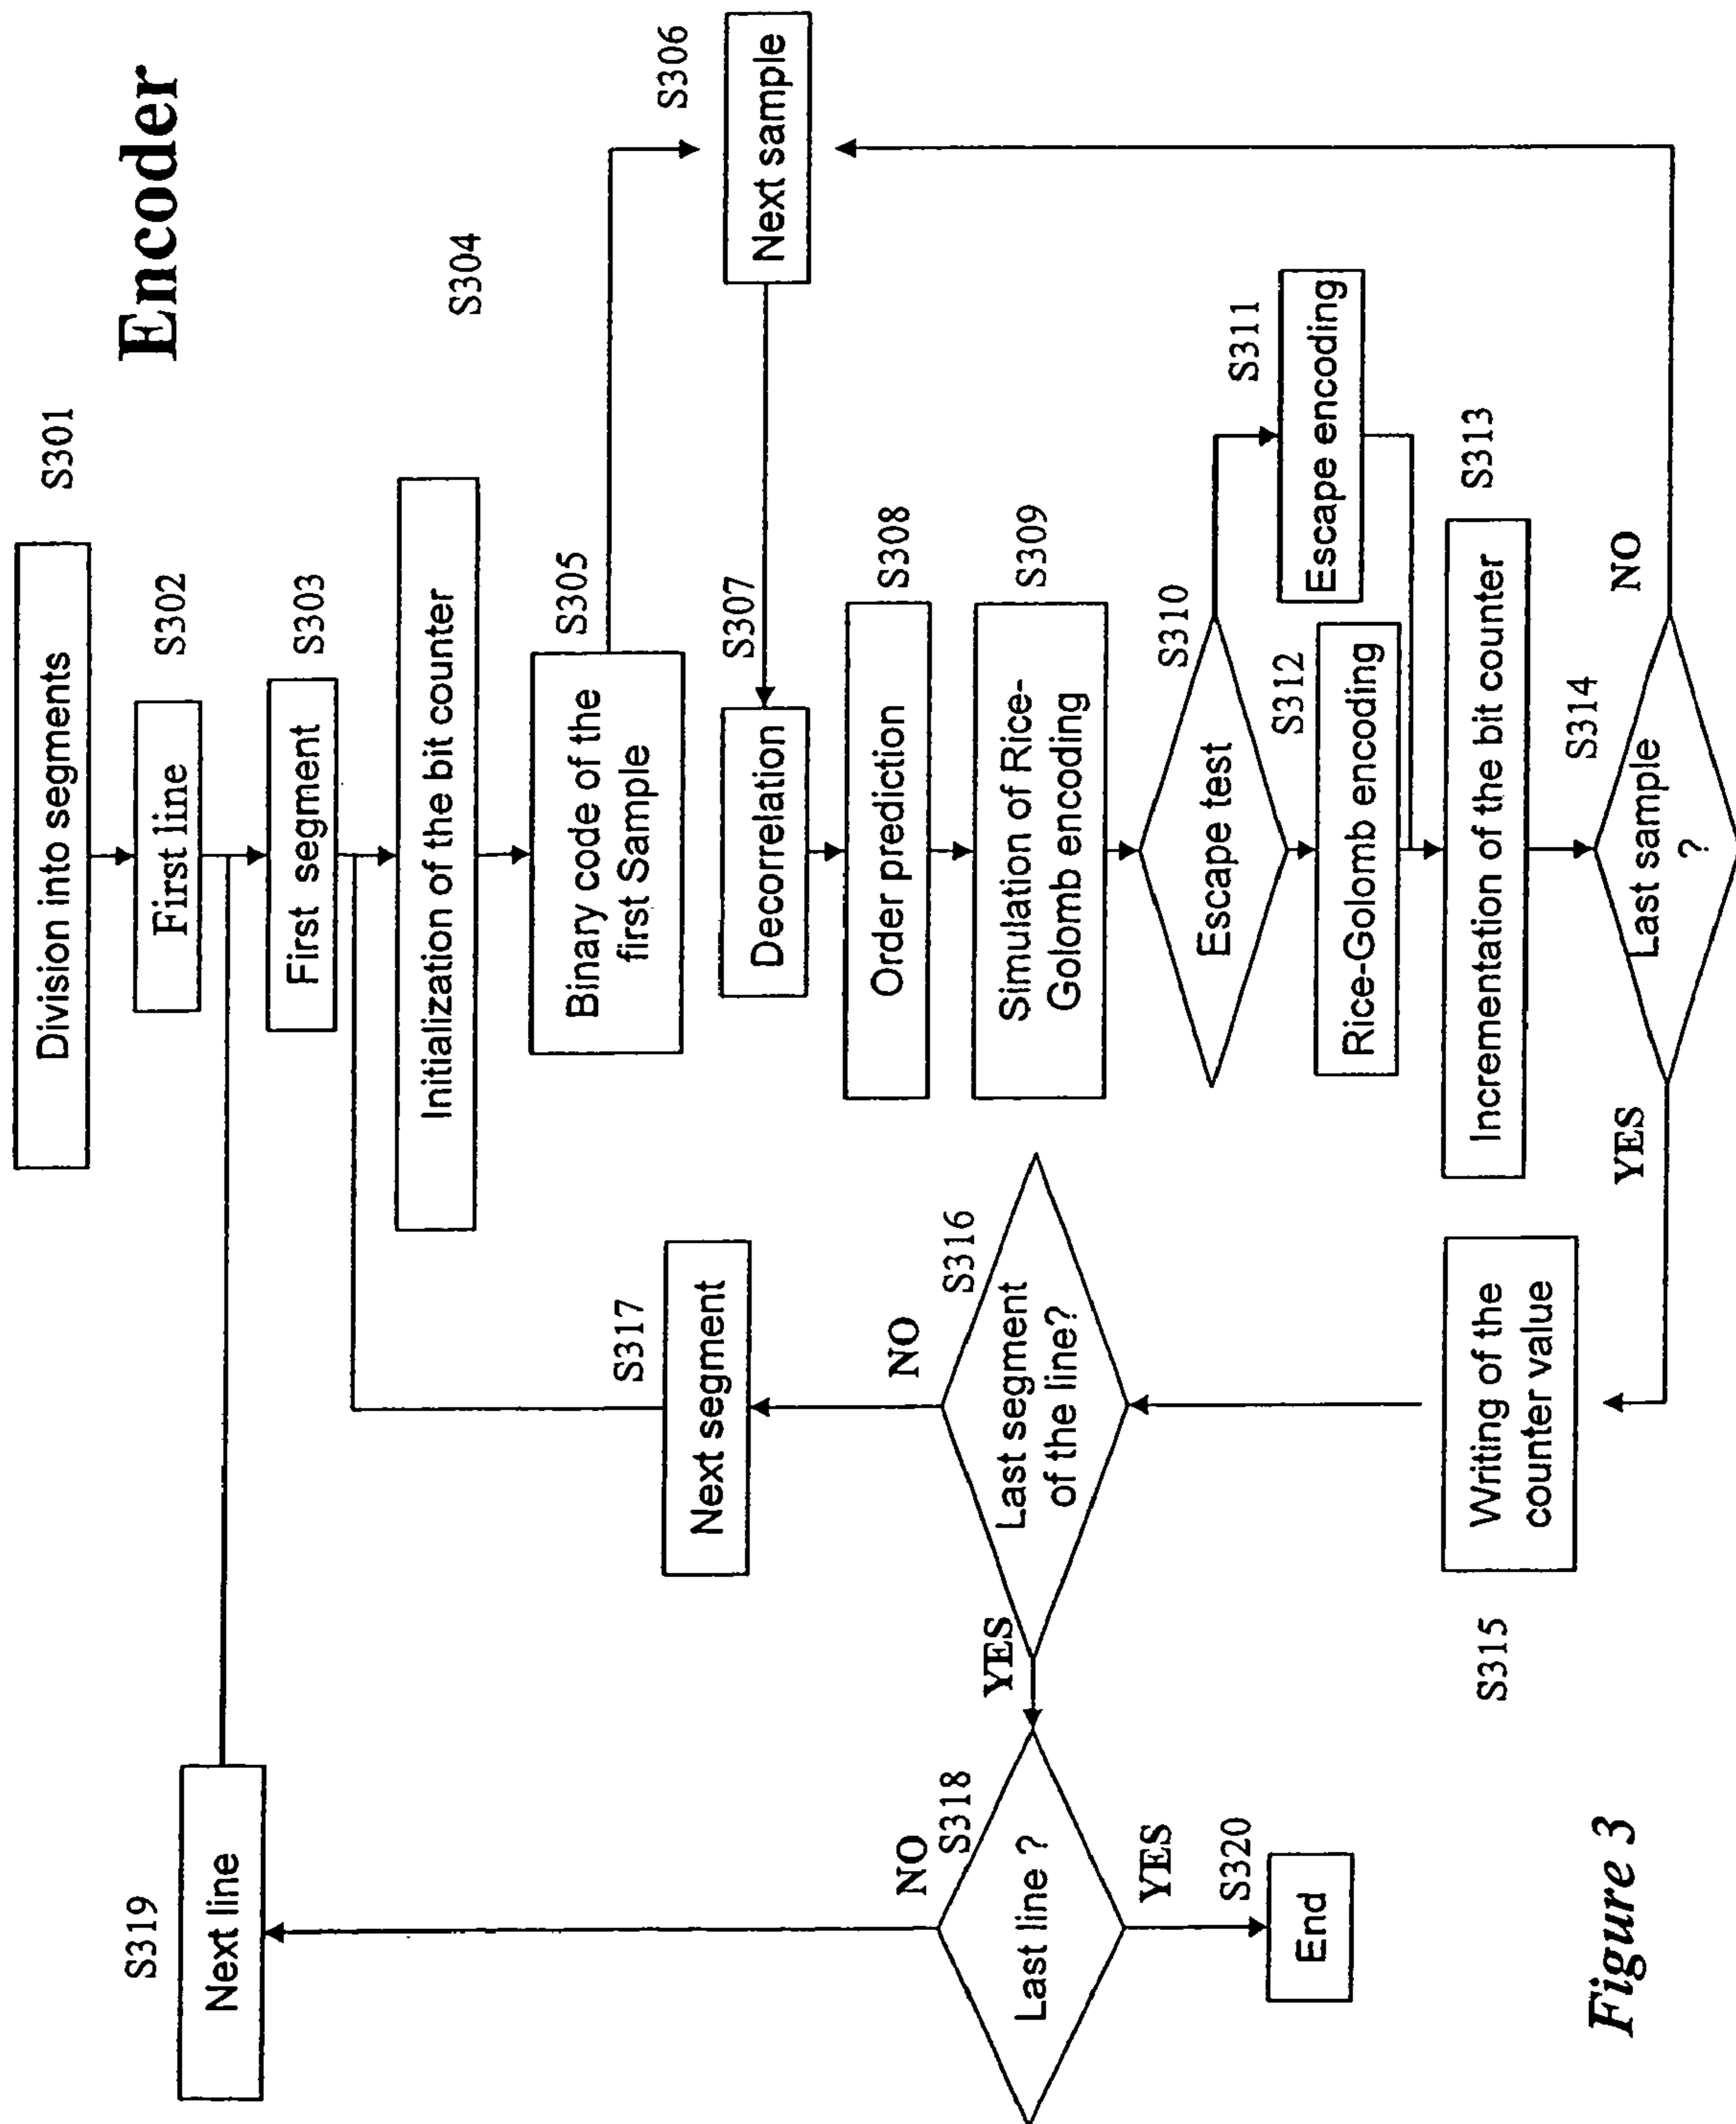 Encoder
Division into segments
S301
First line
S302
First segment
S303
Initialization of the bit counter
S304
Binary code of the
first Sample
S305
Next sample
S306
Decorrelation
S307
Order prediction
S308
Simulation of Rice-
Golomb encoding
S309
Escape test
S310
Escape encoding
S311
Rice-Golomb encoding
S312
Incrementation of the bit counter
S313
Last sample
?
S314
NO
YES
Writing of the
counter value
S315
Last segment
of the line?
S316
NO
YES
Next segment
S317
Last line ?
S318
NO
YES
Next line
S319
End
S320
Figure 3